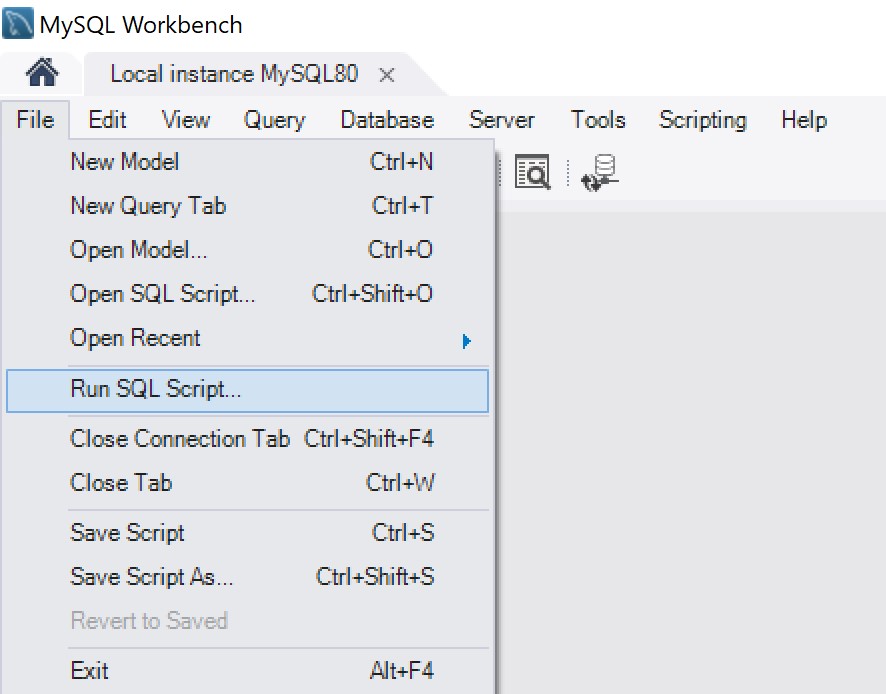 MySQL Workbench
Local instance MySQL80
File Edit View Query Database Server Tools Scripting Help
New Model Ctrl+N
New Query Tab Ctrl+T
Open Model... Ctrl+O
Open SQL Script... Ctrl+Shift+O
Open Recent
Run SQL Script...
Close Connection Tab Ctrl+Shift+F4
Close Tab Ctrl+W
Save Script Ctrl+S
Save Script As... Ctrl+Shift+S
Revert to Saved
Exit Alt+F4